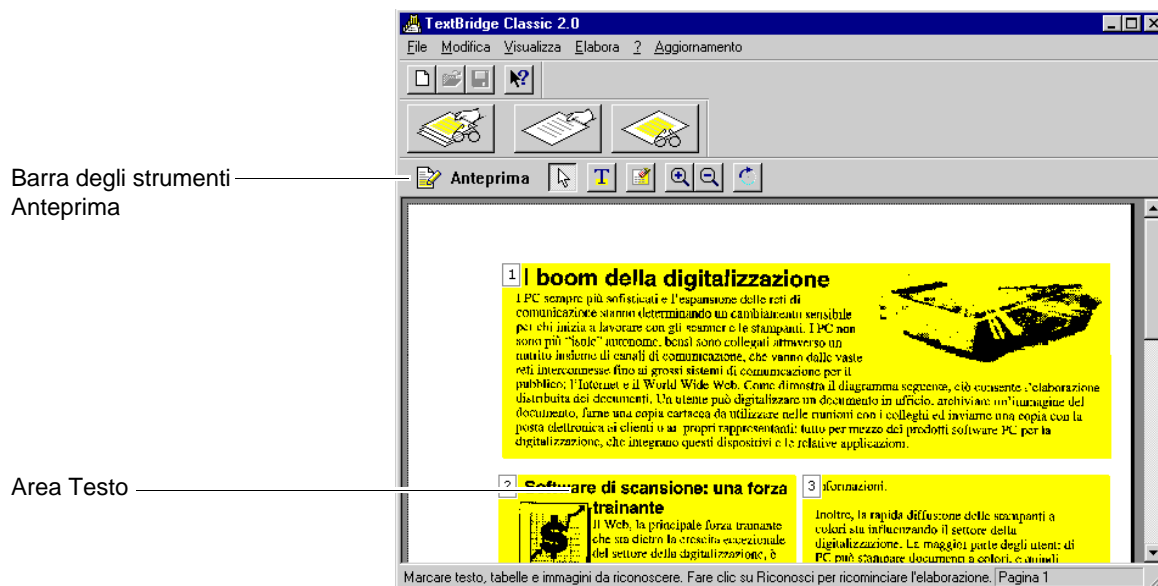 TextBridge Classic 2.0
File Modifica Visualizza Elabora ? Aggiornamento
Barra degli strumenti
Anteprima
Anteprima
1 I boom della digitalizzazione
I PC sempre più sofisticati e l'espansione delle reti di
comunicazione stanno determinando un cambiamento sensibile
per chi inizia a lavorare con gli scanner e le stampanti. I PC non
sono più "isole" autonome, bensì sono collegati attraverso un
nutrito insieme di canali di comunicazione, che vanno dalle vaste
reti interconnesse fino ai grossi sistemi di comunicazione per il
pubblico; l'Internet e il World Wide Web. Come dimostra il diagramma seguente, ciò consente l'elaborazione
distribuita dei documenti. Un utente può digitalizzare un documento in ufficio, archiviare un'immagine del
documento, farne una copia cartacea da utilizzare nelle riunioni con i colleghi ed inviarne una copia con la
posta elettronica ai clienti o ai propri rappresentanti; tutto per mezzo dei prodotti software PC per la
digitalizzazione, che integrano questi dispositivi e le relative applicazioni.
Area Testo
2 Software di scansione: una forza
trainante
Il Web, la principale forza trainante
che sta dietro la crescita eccezionale
del settore della digitalizzazione, è
3 nformazioni.
Inoltre, la rapida diffusione delle stampanti a
colori sta influenzando il settore della
digitalizzazione. La maggior parte degli utenti di
PC può stampare documenti a colori, e quindi
Marcare testo, tabelle e immagini da riconoscere. Fare clic su Riconosci per ricominciare l'elaborazione. Pagina 1